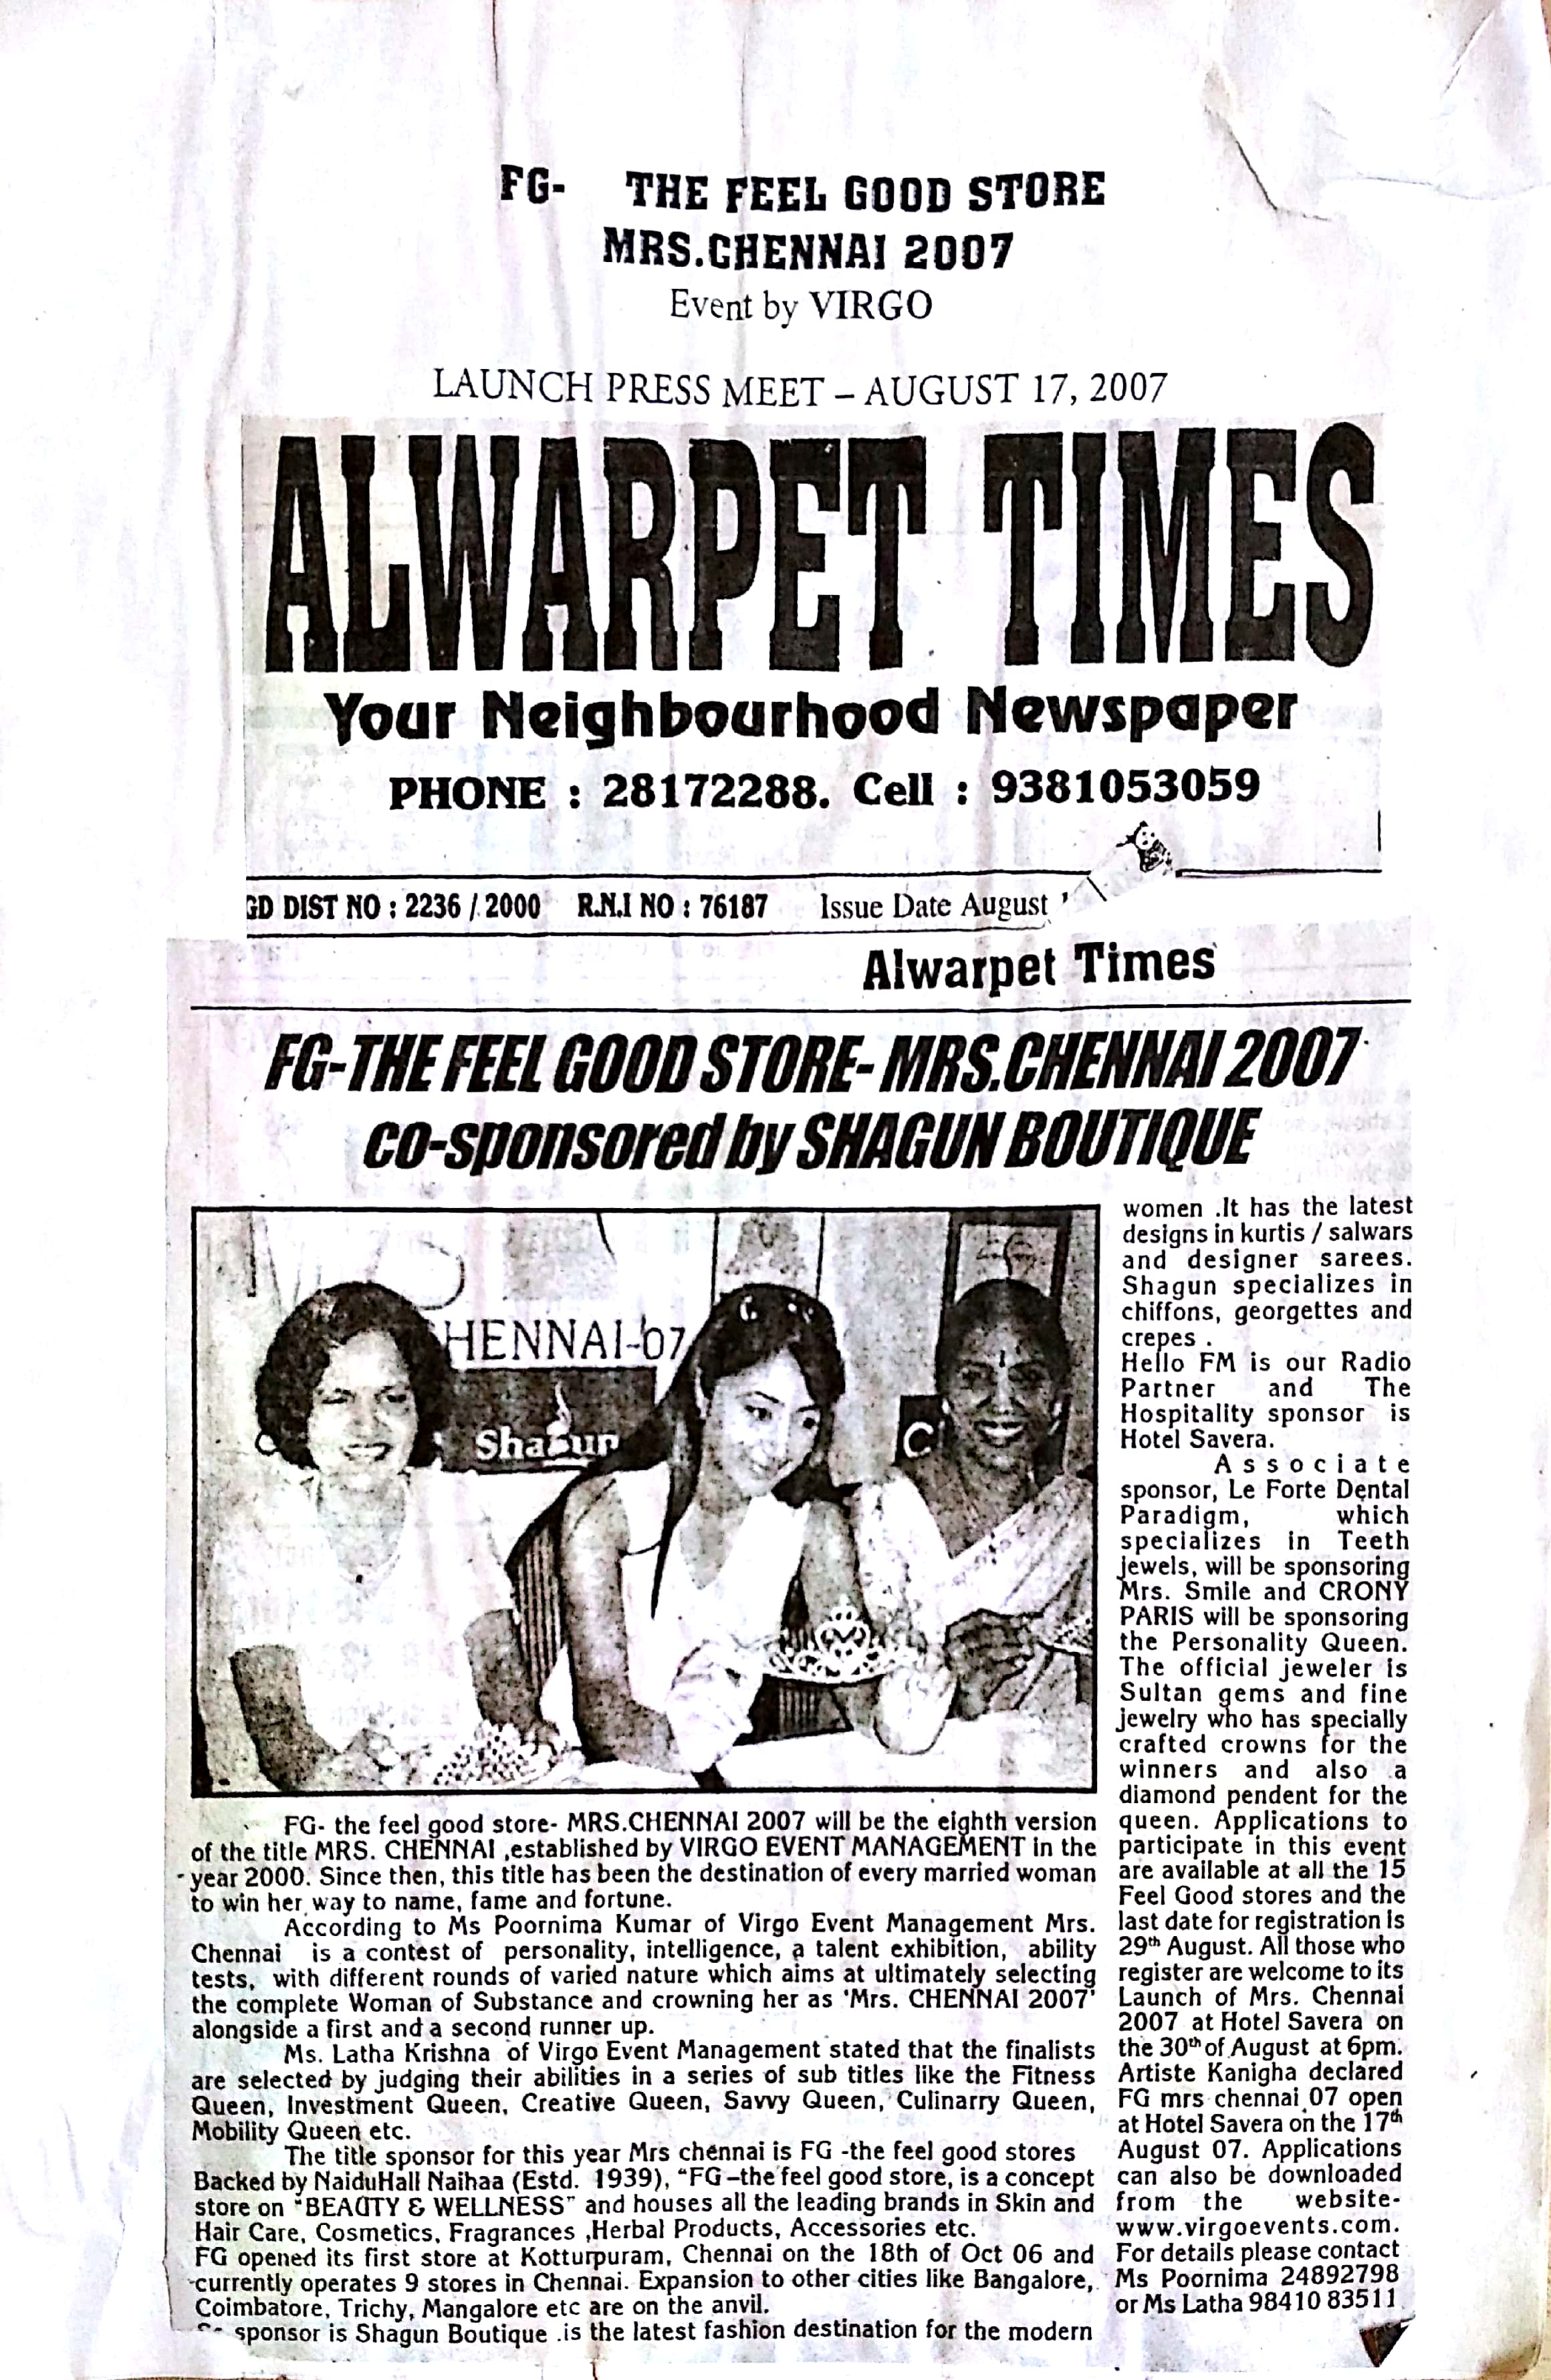 FG- THE FEEL GOOD STORE
MRS.CHENNAI 2007
Event by VIRGO
LAUNCH PRESS MEET – AUGUST 17, 2007
ALWARPET TIMES
Your Neighbourhood Newspaper
PHONE : 28172288. Cell : 9381053059
GD DIST NO : 2236 / 2000 R.N.I NO : 76187 Issue Date August
Alwarpet Times
FG-THE FEEL GOOD STORE- MRS.CHENNAI 2007
co-sponsored by SHAGUN BOUTIQUE
HENNAI-07
Shagun
C
FG- the feel good store- MRS.CHENNAI 2007 will be the eighth version
of the title MRS. CHENNAI ,established by VIRGO EVENT MANAGEMENT in the
year 2000. Since then, this title has been the destination of every married woman
to win her way to name, fame and fortune.
According to Ms Poornima Kumar of Virgo Event Management Mrs.
Chennai is a contest of personality, intelligence, a talent exhibition, ability
tests, with different rounds of varied nature which aims at ultimately selecting
the complete Woman of Substance and crowning her as 'Mrs. CHENNAI 2007'
alongside a first and a second runner up.
Ms. Latha Krishna of Virgo Event Management stated that the finalists
are selected by judging their abilities in a series of sub titles like the Fitness
Queen, Investment Queen, Creative Queen, Savvy Queen, Culinarry Queen,
Mobility Queen etc.
The title sponsor for this year Mrs chennai is FG -the feel good stores
Backed by NaiduHall Naihaa (Estd. 1939), "FG–the feel good store, is a concept
store on "BEAUTY & WELLNESS" and houses all the leading brands in Skin and
Hair Care, Cosmetics, Fragrances ,Herbal Products, Accessories etc.
FG opened its first store at Kotturpuram, Chennai on the 18th of Oct 06 and
currently operates 9 stores in Chennai. Expansion to other cities like Bangalore,
Coimbatore, Trichy, Mangalore etc are on the anvil.
sponsor is Shagun Boutique .is the latest fashion destination for the modern
women .It has the latest
designs in kurtis / salwars
and designer sarees.
Shagun specializes in
chiffons, georgettes and
crepes .
Hello FM is our Radio
Partner and The
Hospitality sponsor is
Hotel Savera.
Associate
sponsor, Le Forte Dental
Paradigm, which
specializes in Teeth
jewels, will be sponsoring
Mrs. Smile and CRONY
PARIS will be sponsoring
the Personality Queen.
The official jeweler is
Sultan gems and fine
jewelry who has specially
crafted crowns for the
winners and also a
diamond pendent for the
queen. Applications to
participate in this event
are available at all the 15
Feel Good stores and the
last date for registration is
29th August. All those who
register are welcome to its
Launch of Mrs. Chennai
2007 at Hotel Savera on
the 30th of August at 6pm.
Artiste Kanigha declared
FG mrs chennai 07 open
at Hotel Savera on the 17th
August 07. Applications
can also be downloaded
from the website-
www.virgoevents.com.
For details please contact
Ms Poornima 24892798
or Ms Latha 98410 83511